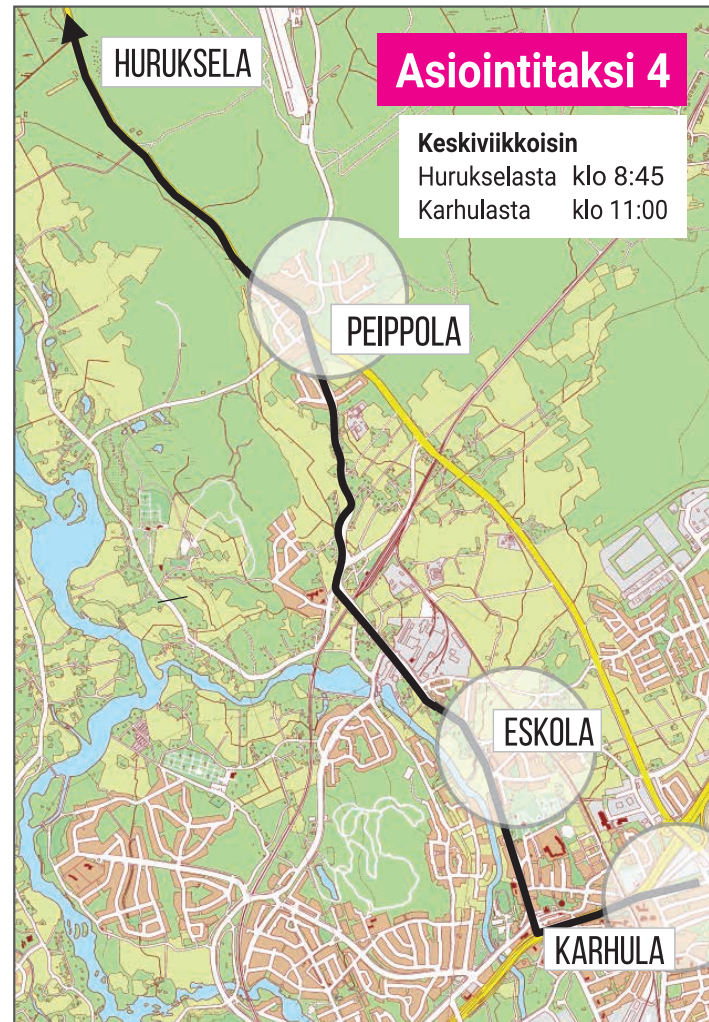 HURUKSELA
Asiointitaksi 4
Keskiviikkoisin
Hurukselasta klo 8:45
Karhulasta klo 11:00
PEIPPOLA
ESKOLA
KARHULA